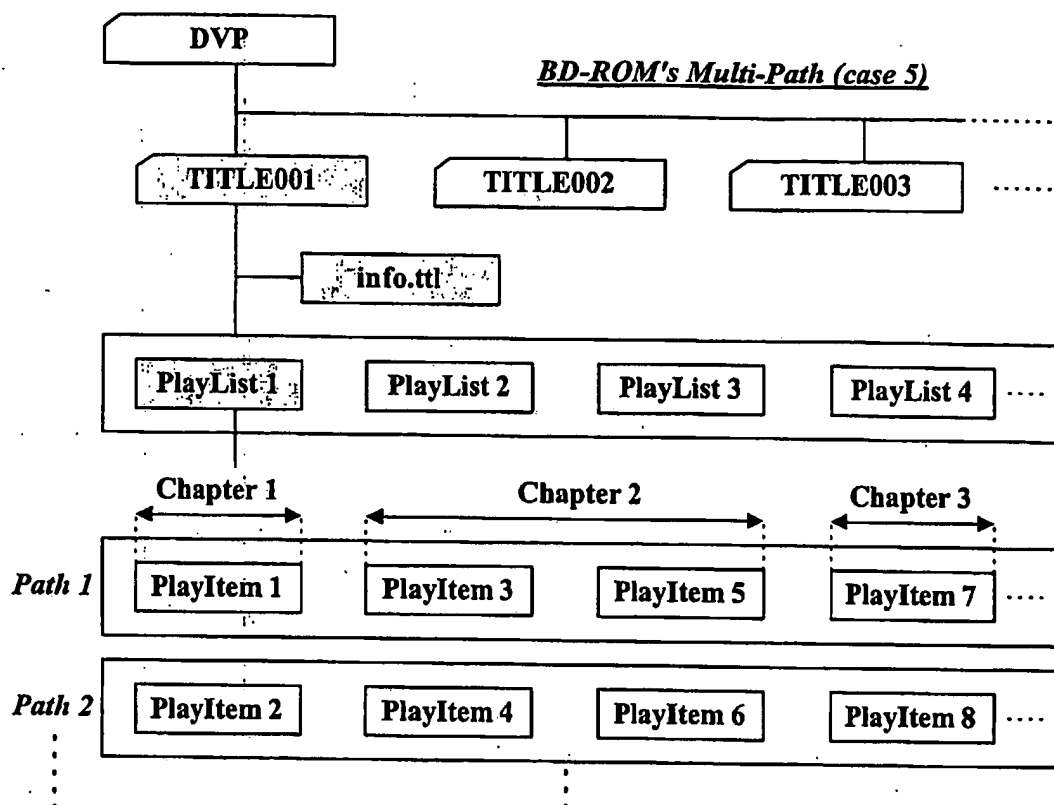 DVP
BD-ROM's Multi-Path (case 5)
TITLE001
TITLE002
TITLE003
info.ttl
PlayList 1
PlayList 2
PlayList 3
PlayList 4
Chapter 1
Chapter 2
Chapter 3
Path 1
PlayItem 1
PlayItem 3
PlayItem 5
PlayItem 7
Path 2
PlayItem 2
PlayItem 4
PlayItem 6
PlayItem 8